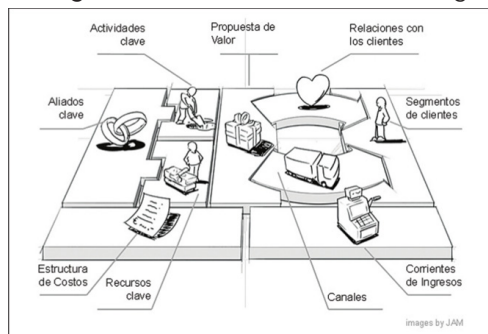 Actividades
clave
Propuesta de
Valor
Relaciones con
los clientes
Aliados
clave
Segmentos
de clientes
Estructura
de Costos
Recursos
clave
Canales
Corrientes
de Ingresos
images by JAM